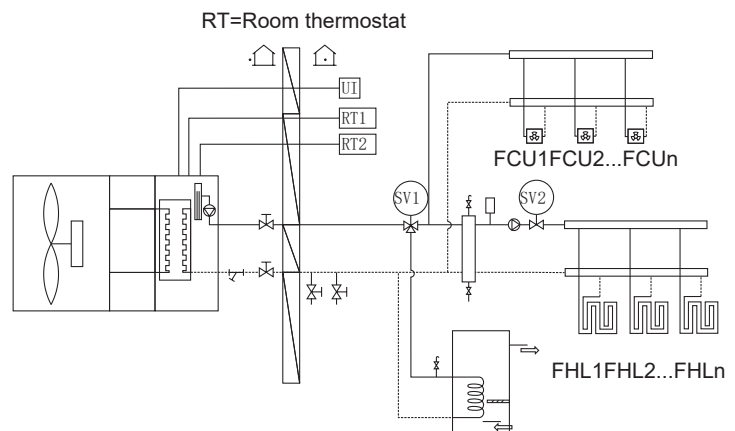 RT=Room thermostat
UI
RT1
RT2
FCU1FCU2...FCUn
SV1
SV2
FHL1FHL2...FHLn